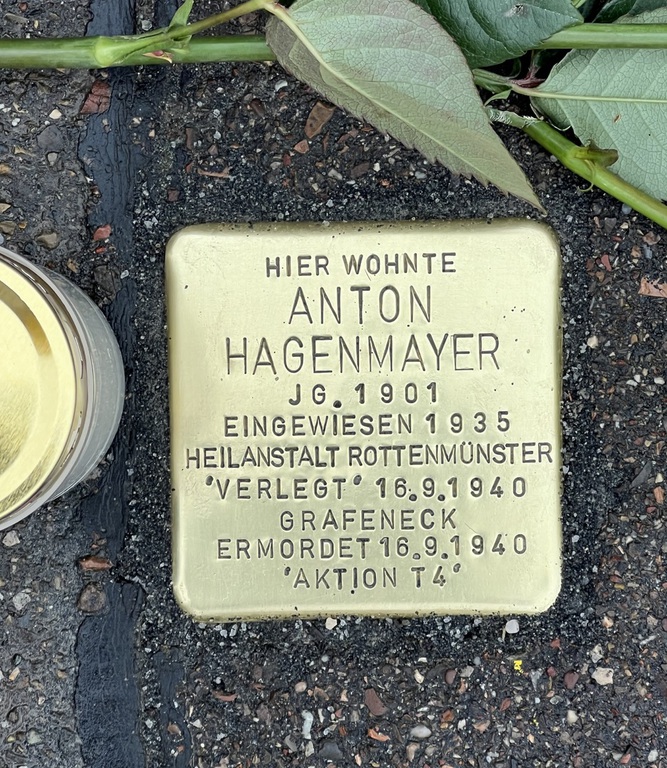 HIER WOHNTE
ANTON
HAGENMAYER
JG. 1901
EINGEWIESEN 1935
HEILANSTALT ROTTENMÜNSTER
'VERLEGT' 16.9.1940
GRAFENECK
ERMORDET 16.9.1940
'AKTION T4'